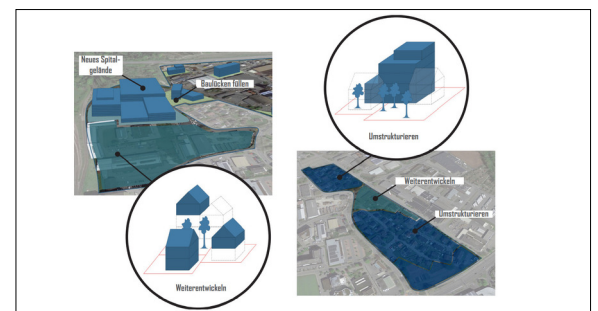 Neues Spital-
gelände
Baulücken füllen
Umstrukturieren
Weiterentwickeln
Umstrukturieren
Weiterentwickeln